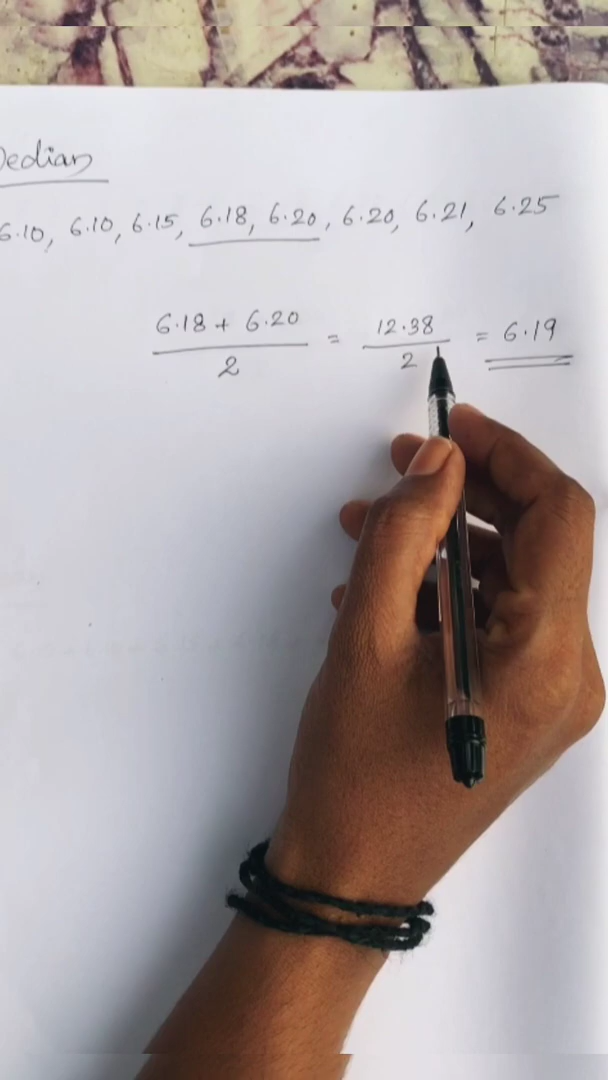 Median
6.10, 6.10, 6.15, 6.18, 6.20, 6.20, 6.21, 6.25
6.18 + 6.20 / 2 = 12.38 / 2 = 6.19